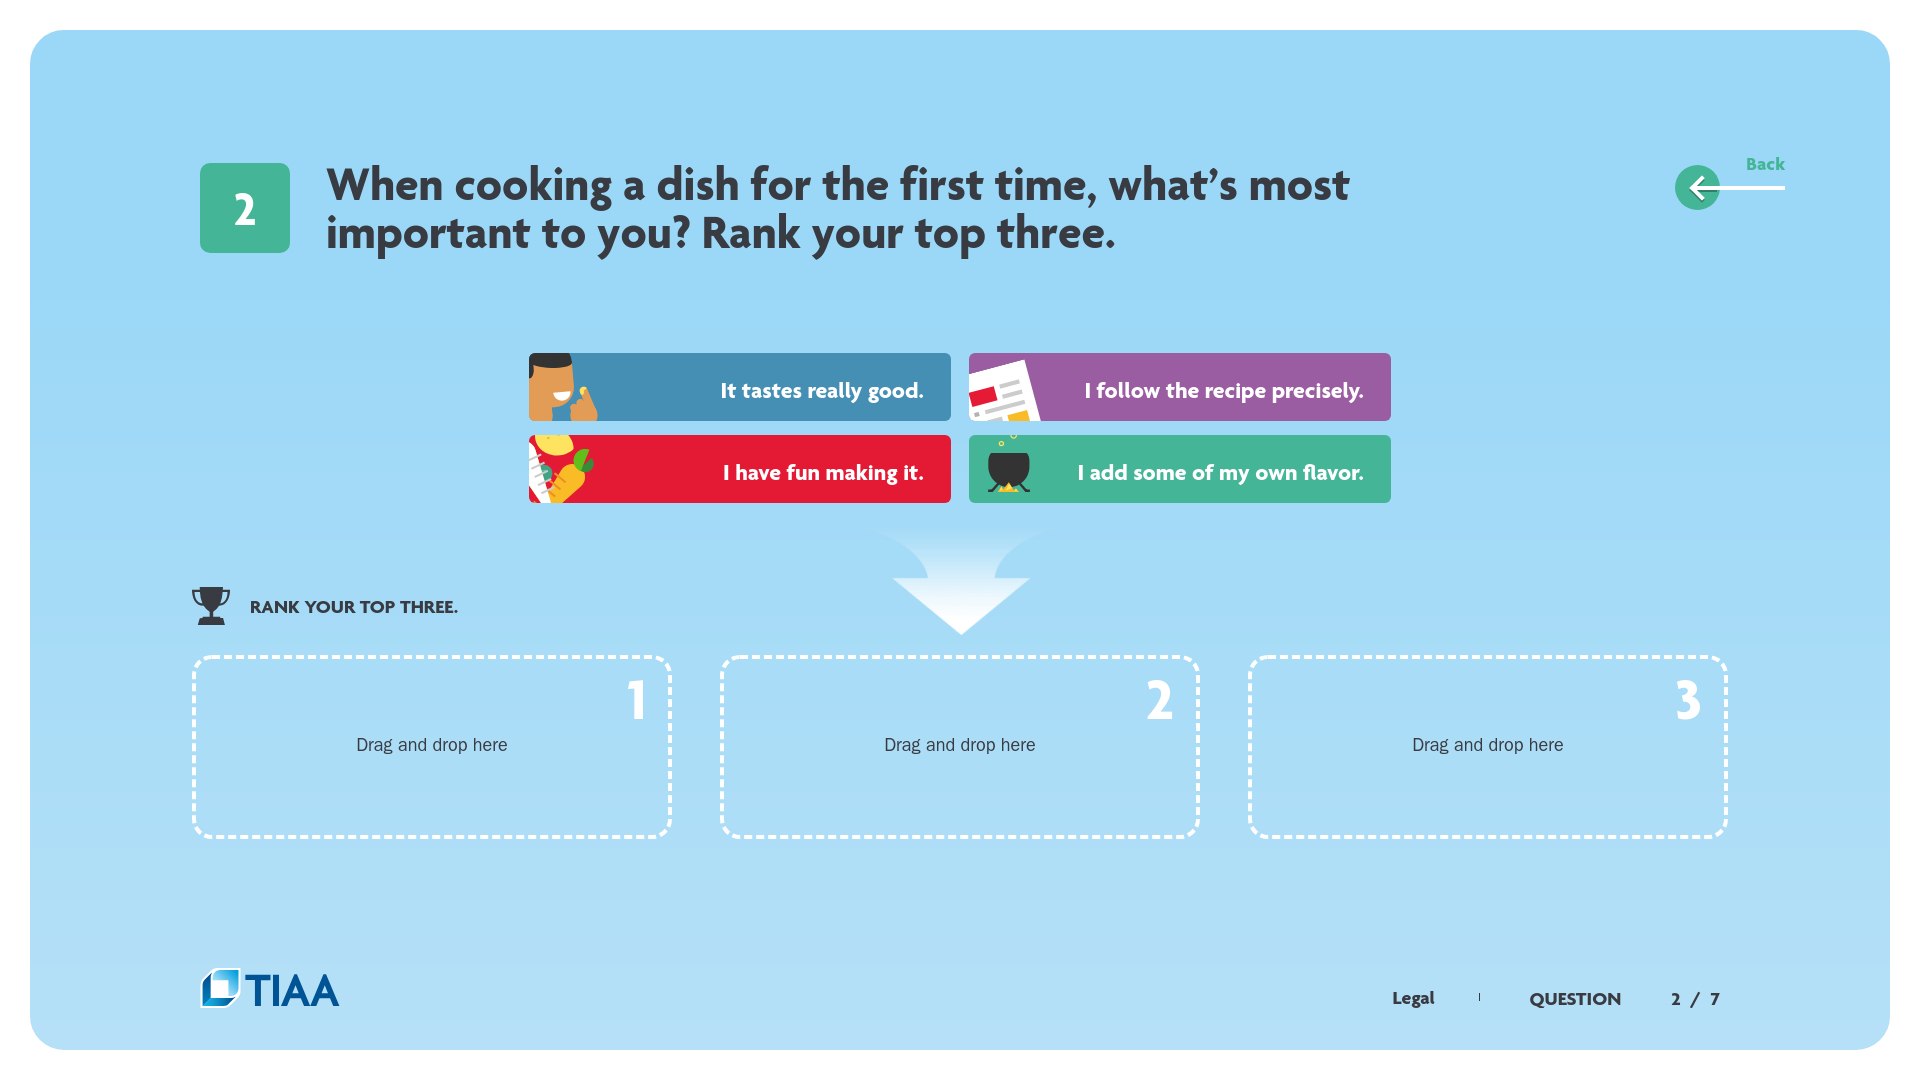 2
When cooking a dish for the first time, what’s most
important to you? Rank your top three.
Back
It tastes really good.
I follow the recipe precisely.
I have fun making it.
I add some of my own flavor.
RANK YOUR TOP THREE.
1
Drag and drop here
2
Drag and drop here
3
Drag and drop here
TIAA
Legal
QUESTION
2 / 7